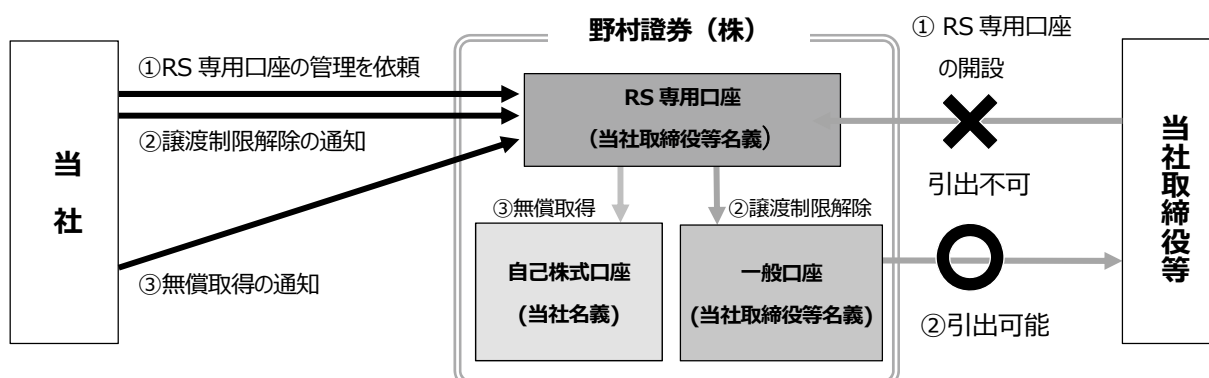 野村證券（株）
当社
①RS 専用口座の管理を依頼
②譲渡制限解除の通知
③無償取得の通知
RS 専用口座
（当社取締役等名義）
③無償取得
②譲渡制限解除
自己株式口座
(当社名義)
一般口座
(当社取締役等名義)
① RS 専用口座
の開設
引出不可
②引出可能
当社取締役等